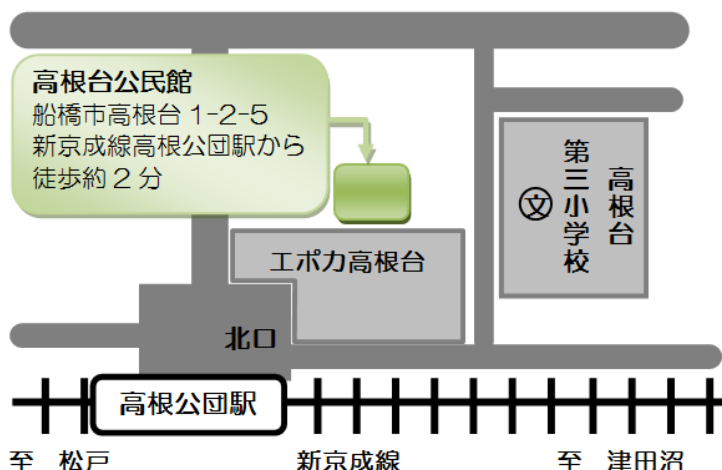 高根台公民館
船橋市高根台1-2-5
新京成線高根公団駅から
徒歩約2分
高根台
第三小学校
文
エポカ高根台
北口
高根公団駅
至 松戸
新京成線
至 津田沼